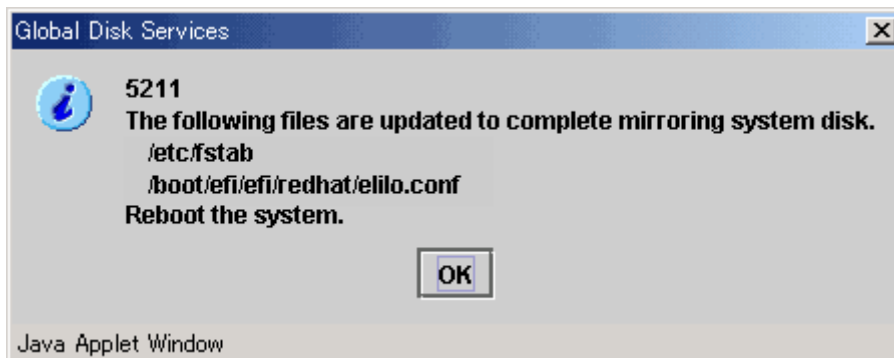 Global Disk Services
5211
The following files are updated to complete mirroring system disk.
/etc/fstab
/boot/efi/efi/redhat/elilo.conf
Reboot the system.
OK
Java Applet Window